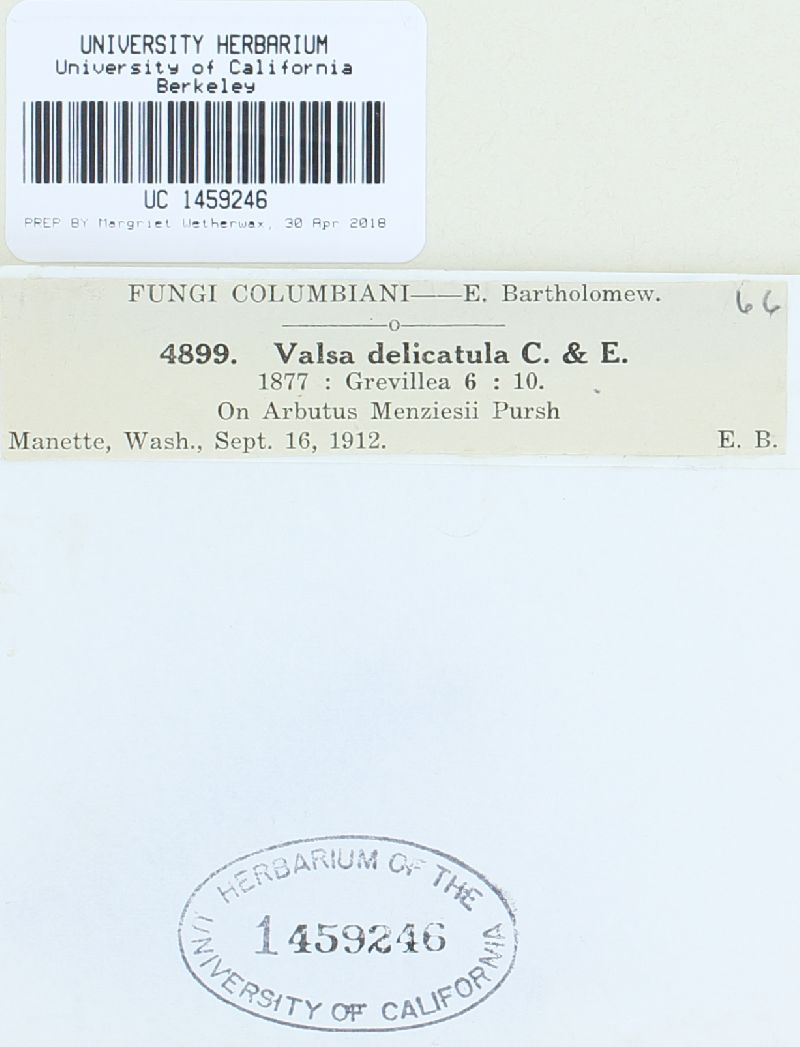 UNIVERSITY HERBARIUM
University of California
Berkeley
UC 1459246
PREP BY Margriet Wetherwax, 30 Apr 2018
FUNGI COLUMBIANI——E. Bartholomew.
66
o
4899. Valsa delicatula C. & E.
1877 : Grevillea 6 : 10.
On Arbutus Menziesii Pursh
Manette, Wash., Sept. 16, 1912. E. B.
HERBARIUM OF THE
1459246
UNIVERSITY OF CALIFORNIA